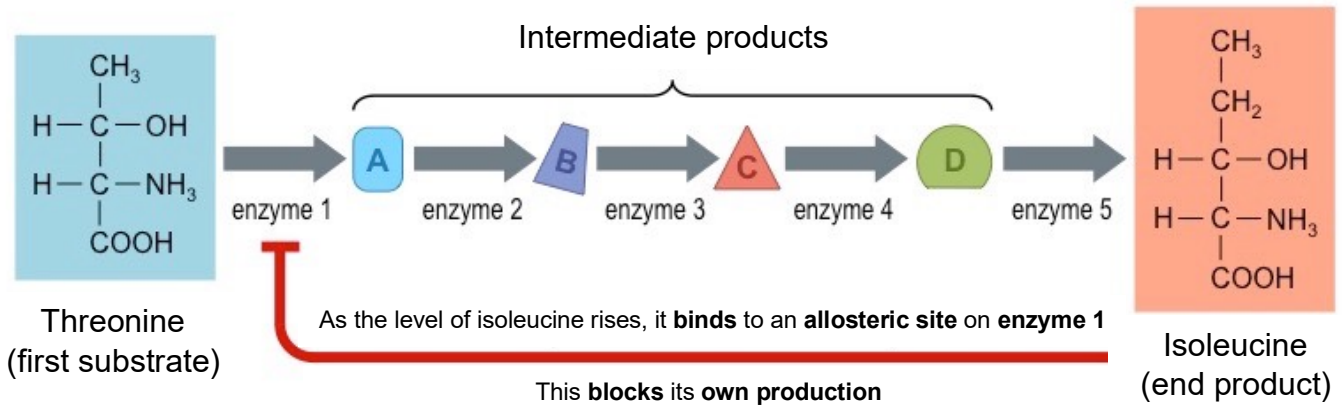 Intermediate products
CH₃
H — C — OH
H — C — NH₃
COOH
A
B
C
D
enzyme 1
enzyme 2
enzyme 3
enzyme 4
enzyme 5
CH₃
CH₂
H — C — OH
H — C — NH₃
COOH
Threonine
(first substrate)
As the level of isoleucine rises, it binds to an allosteric site on enzyme 1
This blocks its own production
Isoleucine
(end product)